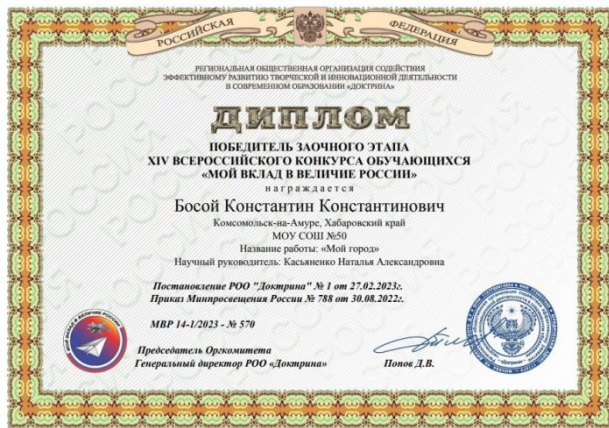 РОССИЙСКАЯ ФЕДЕРАЦИЯ
РЕГИОНАЛЬНАЯ ОБЩЕСТВЕННАЯ ОРГАНИЗАЦИЯ СОДЕЙСТВИЯ
ЭФФЕКТИВНОМУ РАЗВИТИЮ ТВОРЧЕСКОЙ И ИННОВАЦИОННОЙ ДЕЯТЕЛЬНОСТИ
В СОВРЕМЕННОМ ОБРАЗОВАНИИ «ДОКТРИНА»
ДИПЛОМ
ПОБЕДИТЕЛЬ ЗАОЧНОГО ЭТАПА
XIV ВСЕРОССИЙСКОГО КОНКУРСА ОБУЧАЮЩИХСЯ
«МОЙ ВКЛАД В ВЕЛИЧИЕ РОССИИ»
награждается
Босой Константин Константинович
Комсомольск-на-Амуре, Хабаровский край
МОУ СОШ №50
Название работы: «Мой город»
Научный руководитель: Касьяненко Наталья Александровна
Постановление РОО "Доктрина" № 1 от 27.02.2023г.
Приказ Минпросвещения России № 788 от 30.08.2022г.
МВР 14-1/2023 - № 570
МОЙ ВКЛАД В ВЕЛИЧИЕ РОССИИ
Председатель Оргкомитета
Генеральный директор РОО «Доктрина» Попов Д.В.